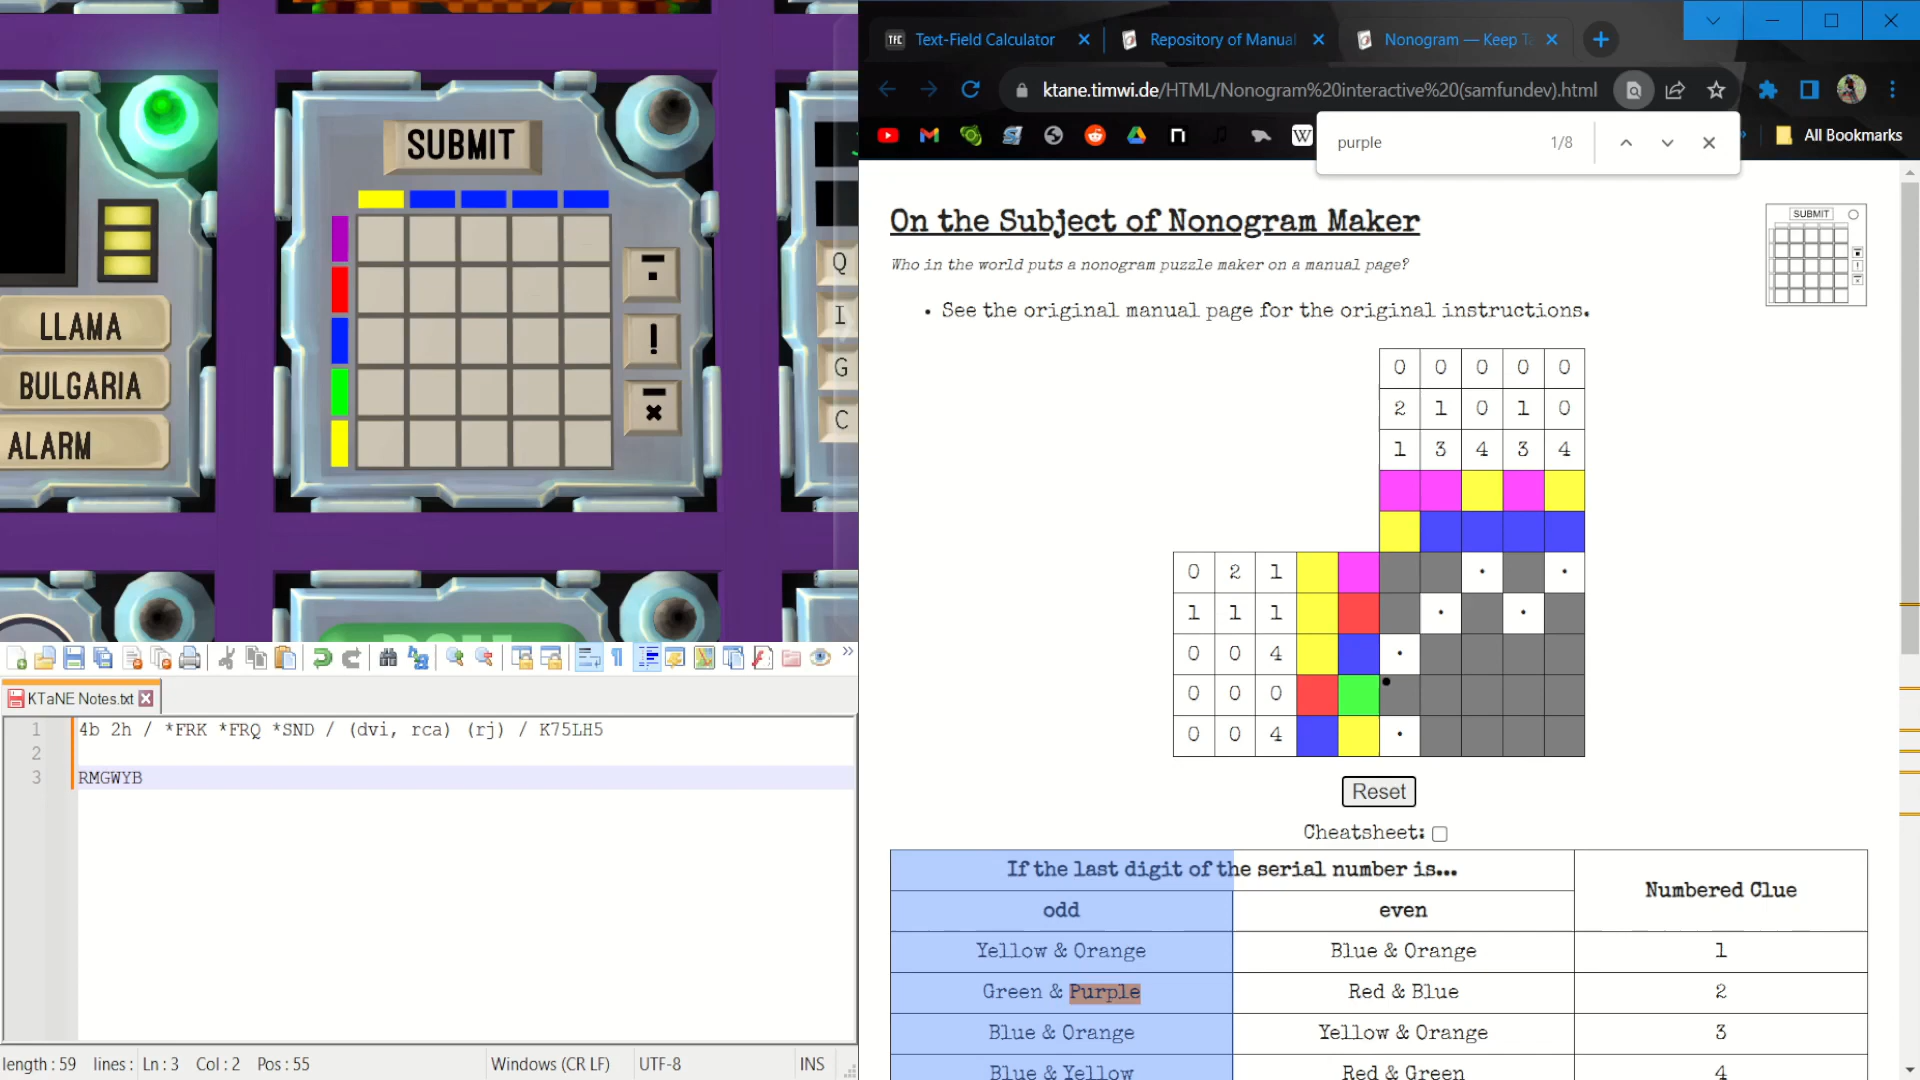 SUBMIT
LLAMA
BULGARIA
ALARM
!
Q
I
G
C
KTaNE Notes.txt
1 4b 2h / *FRK *FRQ *SND / (dvi, rca) (rj) / K75LH5
2
3 RMGWYB
length : 59 lines : Ln : 3 Col : 2 Pos : 55 Windows (CR LF) UTF-8 INS
TFC Text-Field Calculator
Repository of Manual
Nonogram — Keep Ta
ktane.timwi.de/HTML/Nonogram%20interactive%20(samfundev).html
W
All Bookmarks
purple 1/8
On the Subject of Nonogram Maker
Who in the world puts a nonogram puzzle maker on a manual page?
• See the original manual page for the original instructions.
SUBMIT
0 0 0 0 0
2 1 0 1 0
1 3 4 3 4
0 2 1
1 1 1
0 0 4
0 0 0
0 0 4
Reset
Cheatsheet:
If the last digit of the serial number is...
Numbered Clue
odd even
Yellow & Orange Blue & Orange 1
Green & Purple Red & Blue 2
Blue & Orange Yellow & Orange 3
Blue & Yellow Red & Green 4